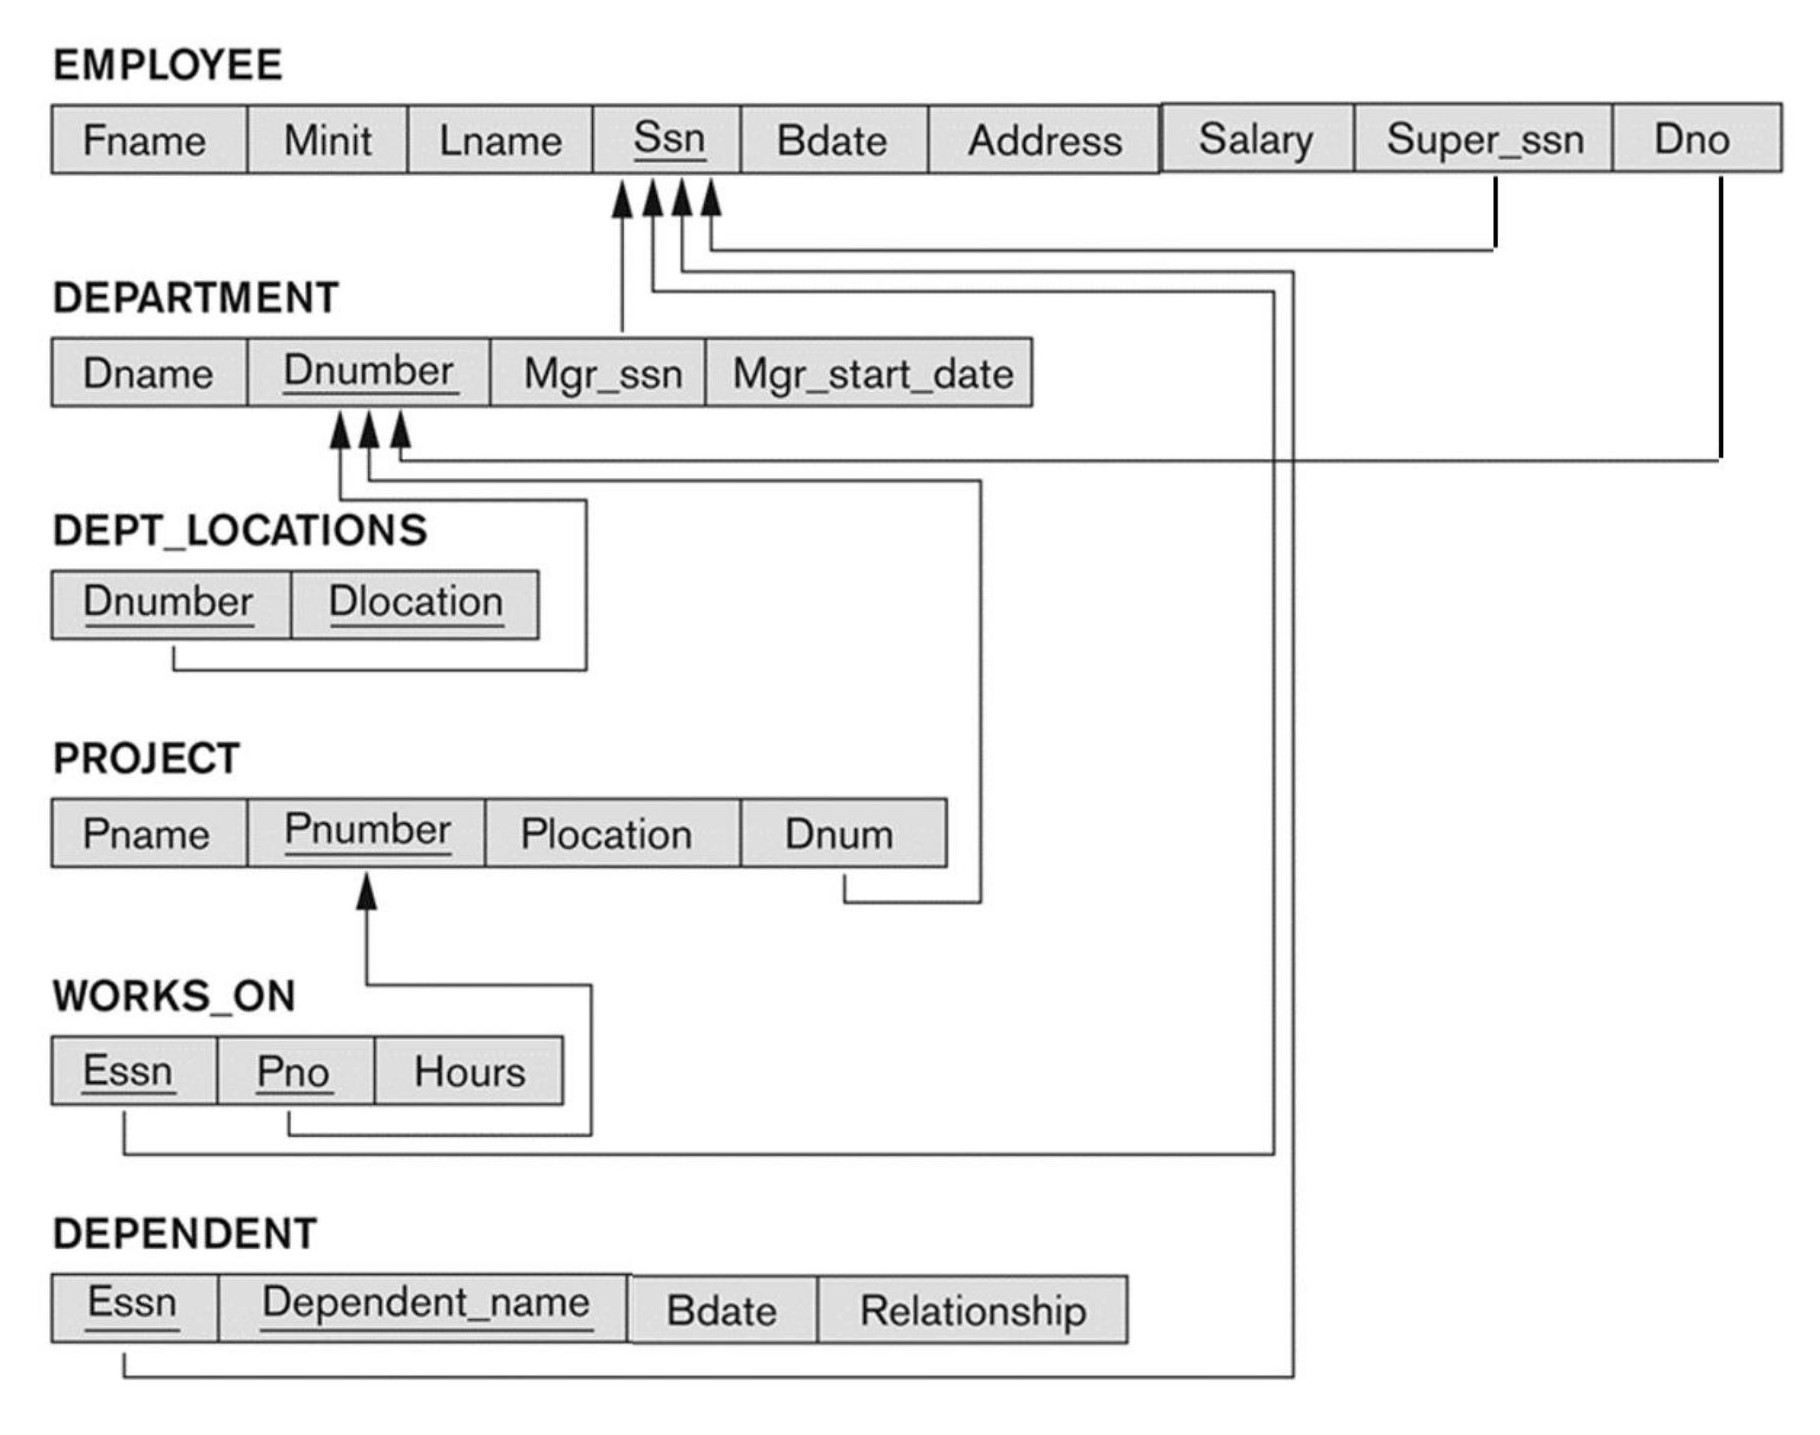 EMPLOYEE
Fname Minit Lname Ssn Bdate Address Salary Super_ssn Dno
DEPARTMENT
Dname Dnumber Mgr_ssn Mgr_start_date
DEPT_LOCATIONS
Dnumber Dlocation
PROJECT
Pname Pnumber Plocation Dnum
WORKS_ON
Essn Pno Hours
DEPENDENT
Essn Dependent_name Bdate Relationship